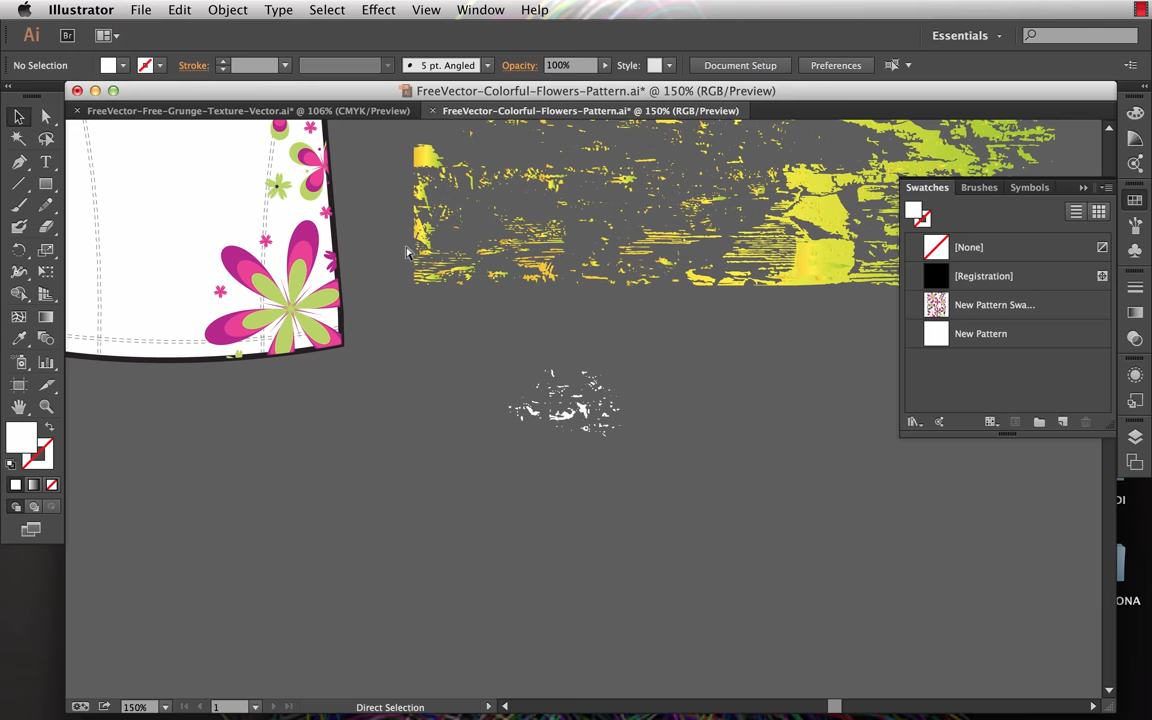 Illustrator File Edit Object Type Select Effect View Window Help
Ai Br Essentials
No Selection Stroke: 5 pt. Angled Opacity: 100% Style: Document Setup Preferences
FreeVector-Colorful-Flowers-Pattern.ai* @ 150% (RGB/Preview)
FreeVector-Free-Grunge-Texture-Vector.ai* @ 106% (CMYK/Preview) FreeVector-Colorful-Flowers-Pattern.ai* @ 150% (RGB/Preview)
Swatches Brushes Symbols
[None]
[Registration]
New Pattern Swa...
New Pattern
DI
ONA
150% 1 Direct Selection